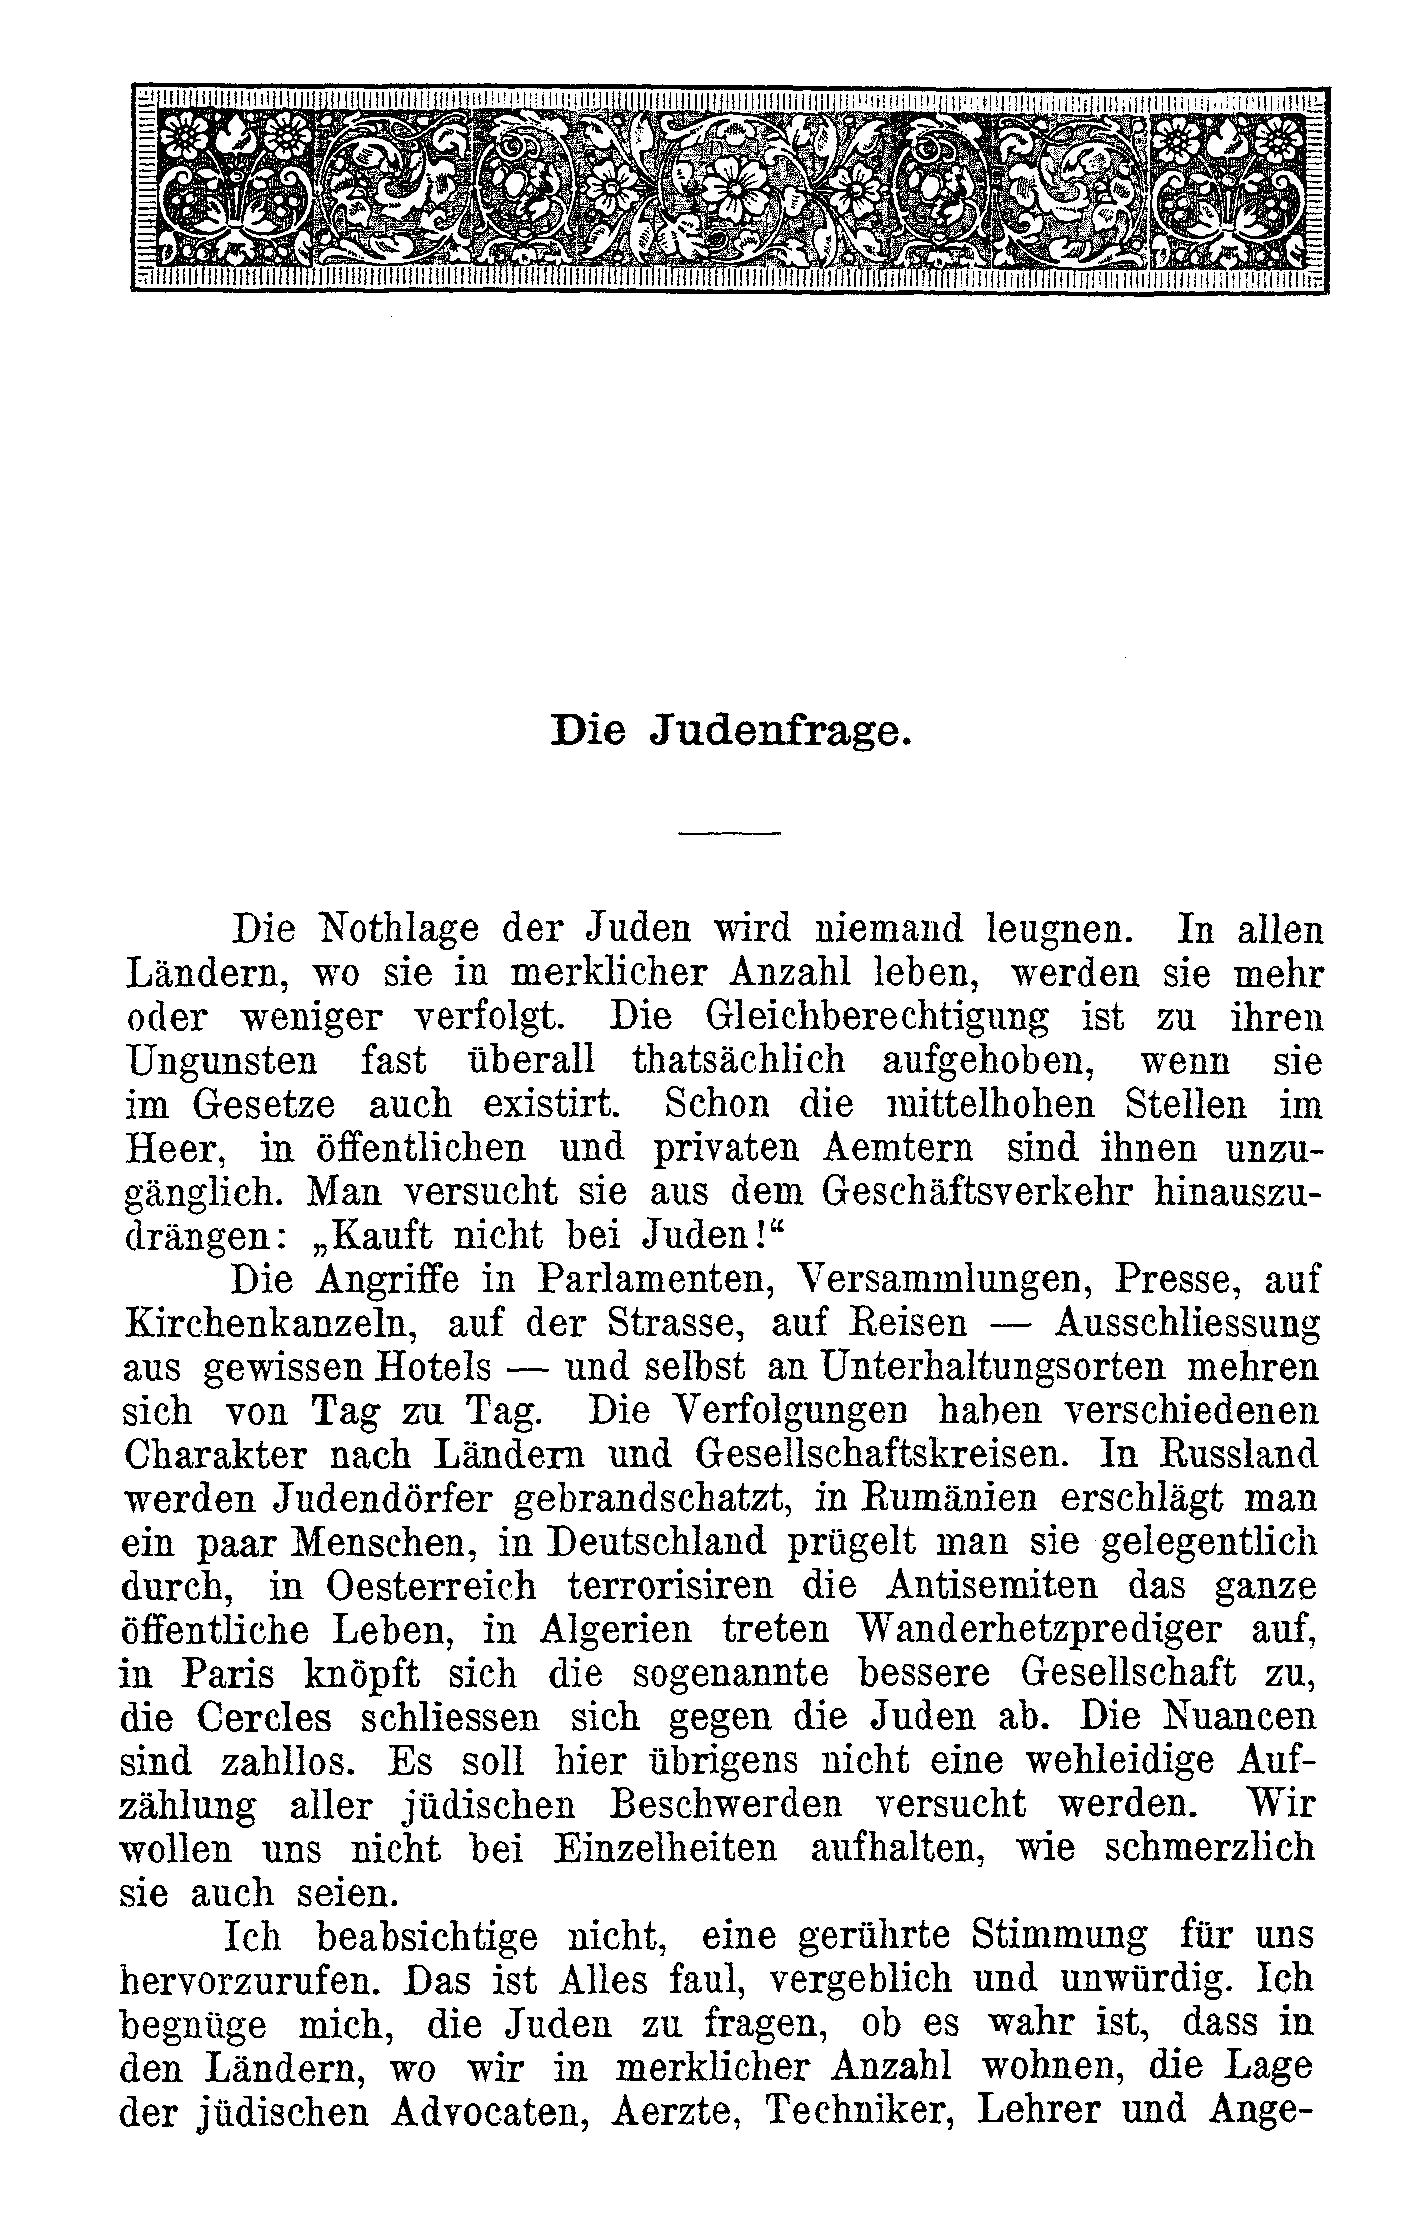 Die Judenfrage.
Die Nothlage der Juden wird niemand leugnen. In allen
Ländern, wo sie in merklicher Anzahl leben, werden sie mehr
oder weniger verfolgt. Die Gleichberechtigung ist zu ihren
Ungunsten fast überall thatsächlich aufgehoben, wenn sie
im Gesetze auch existirt. Schon die mittelhohen Stellen im
Heer, in öffentlichen und privaten Aemtern sind ihnen unzu-
gänglich. Man versucht sie aus dem Geschäftsverkehr hinauszu-
drängen: „Kauft nicht bei Juden!“
Die Angriffe in Parlamenten, Versammlungen, Presse, auf
Kirchenkanzeln, auf der Strasse, auf Reisen — Ausschliessung
aus gewissen Hotels — und selbst an Unterhaltungsorten mehren
sich von Tag zu Tag. Die Verfolgungen haben verschiedenen
Charakter nach Ländern und Gesellschaftskreisen. In Russland
werden Judendörfer gebrandschatzt, in Rumänien erschlägt man
ein paar Menschen, in Deutschland prügelt man sie gelegentlich
durch, in Oesterreich terrorisiren die Antisemiten das ganze
öffentliche Leben, in Algerien treten Wanderhetzprediger auf,
in Paris knöpft sich die sogenannte bessere Gesellschaft zu,
die Cercles schliessen sich gegen die Juden ab. Die Nuancen
sind zahllos. Es soll hier übrigens nicht eine wehleidige Auf-
zählung aller jüdischen Beschwerden versucht werden. Wir
wollen uns nicht bei Einzelheiten aufhalten, wie schmerzlich
sie auch seien.
Ich beabsichtige nicht, eine gerührte Stimmung für uns
hervorzurufen. Das ist Alles faul, vergeblich und unwürdig. Ich
begnüge mich, die Juden zu fragen, ob es wahr ist, dass in
den Ländern, wo wir in merklicher Anzahl wohnen, die Lage
der jüdischen Advocaten, Aerzte, Techniker, Lehrer und Ange-